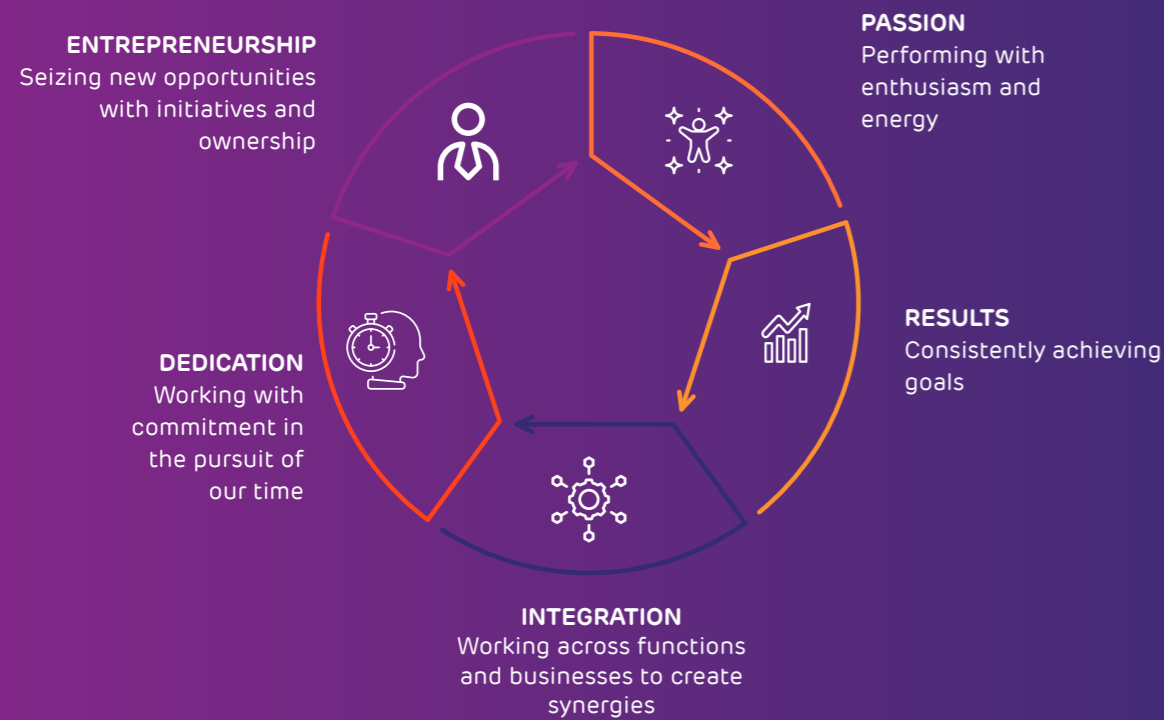 ENTREPRENEURSHIP
Seizing new opportunities
with initiatives and
ownership
PASSION
Performing with
enthusiasm and
energy
RESULTS
Consistently achieving
goals
DEDICATION
Working with
commitment in
the pursuit of
our time
INTEGRATION
Working across functions
and businesses to create
synergies